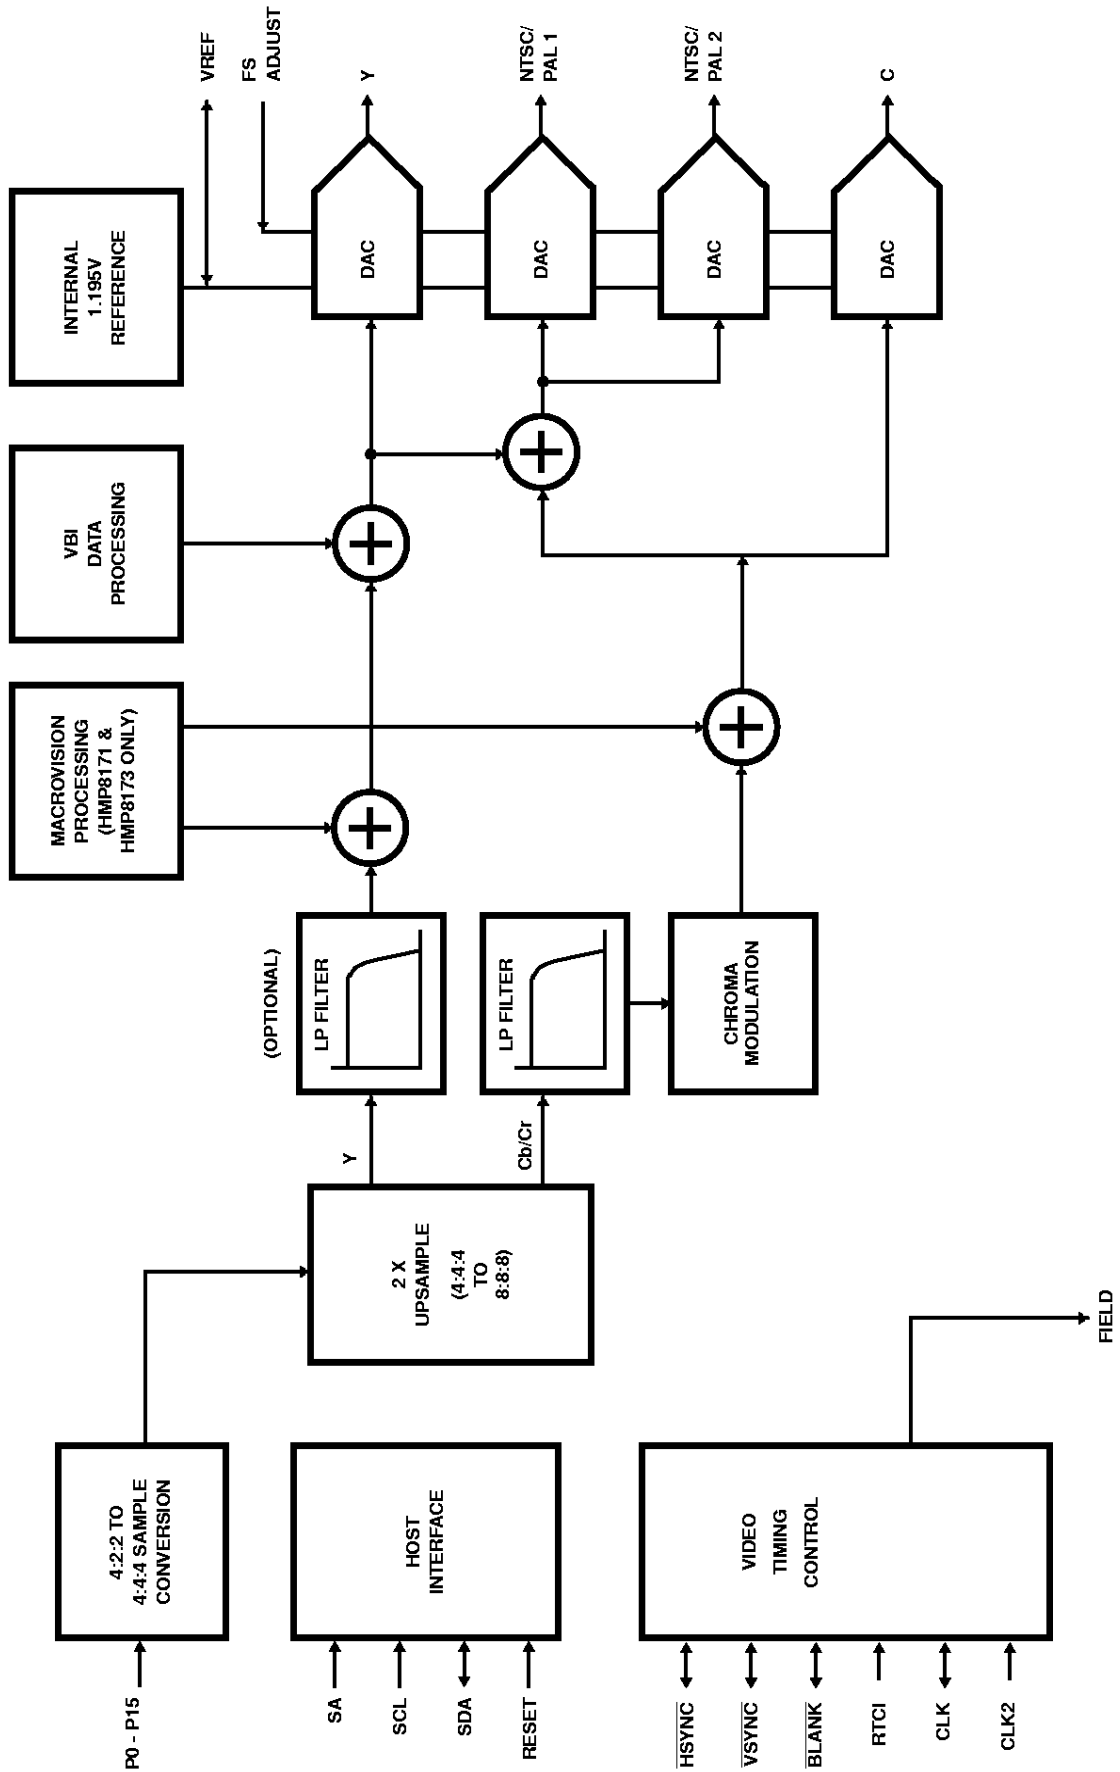 P0 - P15
4:2:2 TO
4:4:4 SAMPLE
CONVERSION
SA
SCL
SDA
RESET
HOST
INTERFACE
HSYNC
VSYNC
BLANK
RTCI
CLK
CLK2
VIDEO
TIMING
CONTROL
FIELD
2 X
UPSAMPLE
(4:4:4
TO
8:8:8)
Y
Cb/Cr
(OPTIONAL)
LP FILTER
LP FILTER
CHROMA
MODULATION
MACROVISION
PROCESSING
(HMP8171 &
HMP8173 ONLY)
VBI
DATA
PROCESSING
INTERNAL
1.195V
REFERENCE
DAC
DAC
DAC
DAC
VREF
FS
ADJUST
Y
NTSC/
PAL 1
NTSC/
PAL 2
C